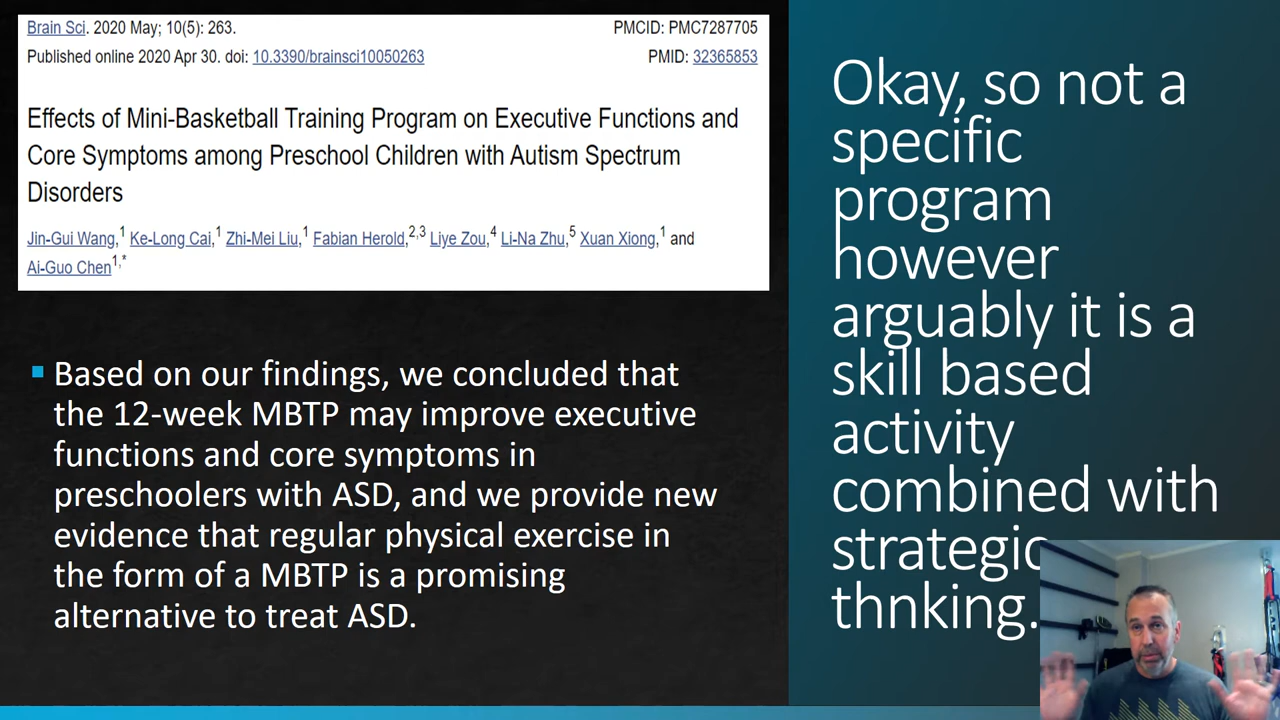 Brain Sci. 2020 May; 10(5): 263.
PMCID: PMC7287705
Published online 2020 Apr 30. doi: 10.3390/brainsci10050263
PMID: 32365853
Effects of Mini-Basketball Training Program on Executive Functions and
Core Symptoms among Preschool Children with Autism Spectrum
Disorders
Jin-Gui Wang,1 Ke-Long Cai,1 Zhi-Mei Liu,1 Fabian Herold,2,3 Liye Zou,4 Li-Na Zhu,5 Xuan Xiong,1 and
Ai-Guo Chen1,*
Based on our findings, we concluded that
the 12-week MBTP may improve executive
functions and core symptoms in
preschoolers with ASD, and we provide new
evidence that regular physical exercise in
the form of a MBTP is a promising
alternative to treat ASD.
Okay, so not a
specific
program
however
arguably it is a
skill based
activity
combined with
strategic
thnking.